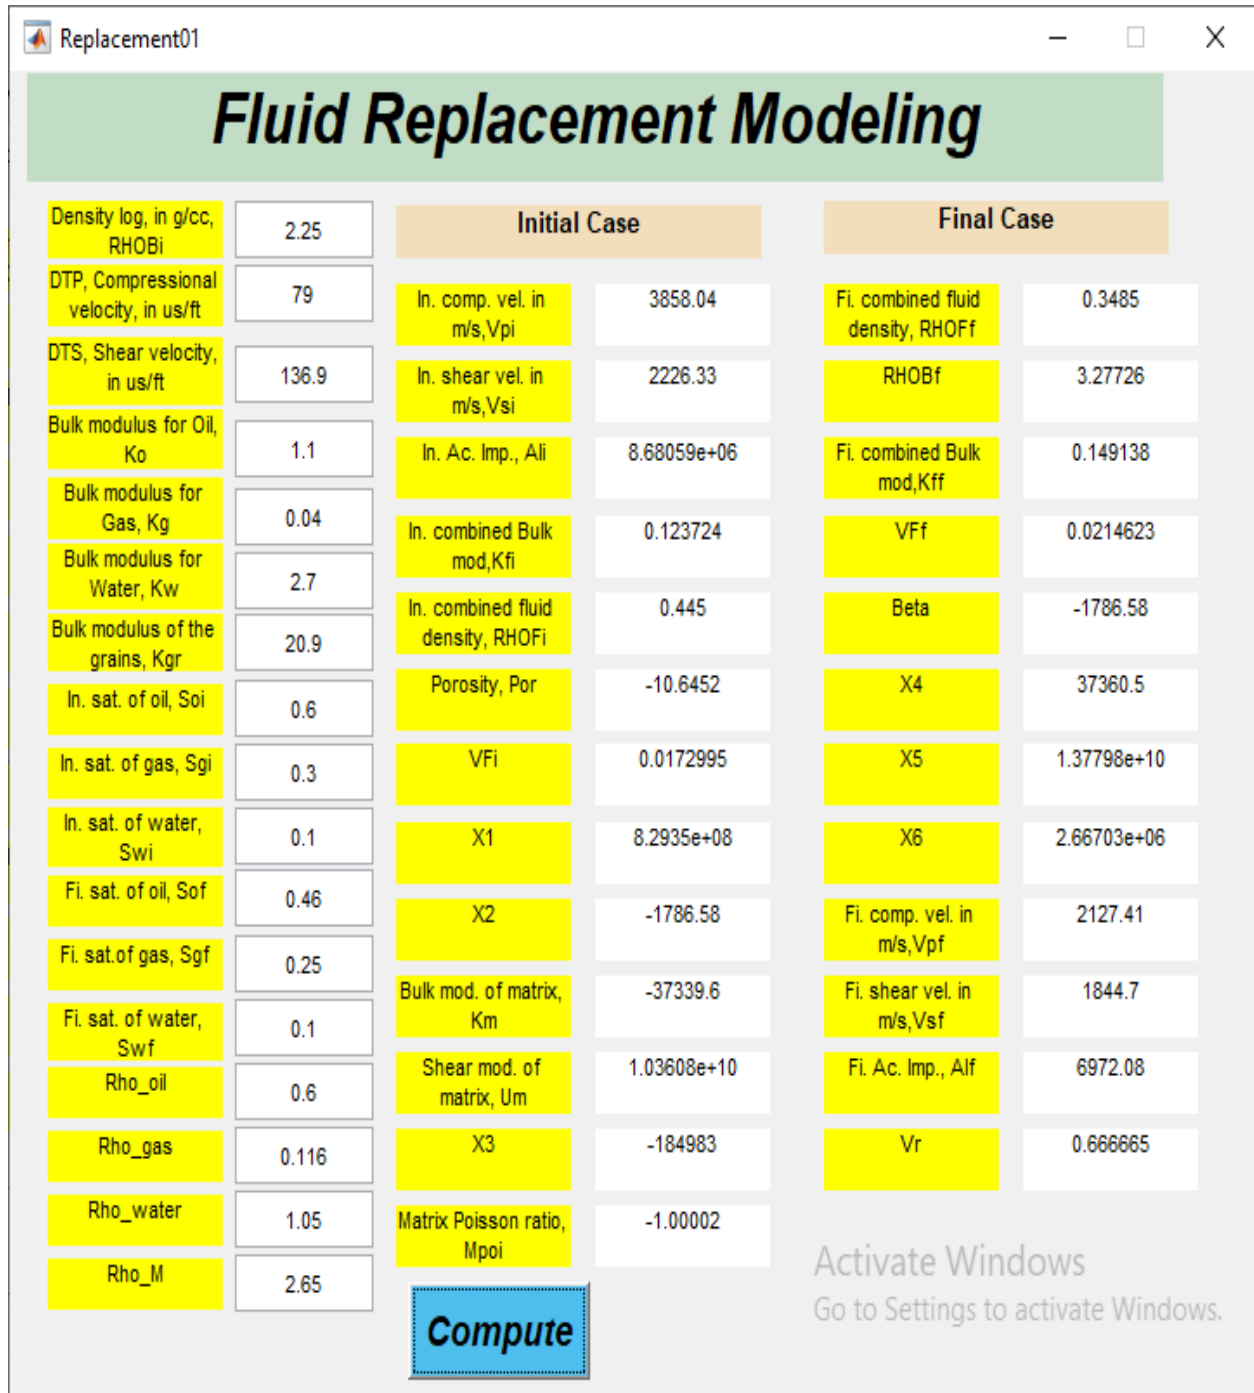 Replacement01
Fluid Replacement Modeling
Density log, in g/cc,
RHOBi
2.25
DTP, Compressional
velocity, in us/ft
79
DTS, Shear velocity,
in us/ft
136.9
Bulk modulus for Oil,
Ko
1.1
Bulk modulus for
Gas, Kg
0.04
Bulk modulus for
Water, Kw
2.7
Bulk modulus of the
grains, Kgr
20.9
In. sat. of oil, Soi
0.6
In. sat. of gas, Sgi
0.3
In. sat. of water,
Swi
0.1
Fi. sat. of oil, Sof
0.46
Fi. sat.of gas, Sgf
0.25
Fi. sat. of water,
Swf
0.1
Rho_oil
0.6
Rho_gas
0.116
Rho_water
1.05
Rho_M
2.65
Initial Case
In. comp. vel. in
m/s,Vpi
3858.04
In. shear vel. in
m/s,Vsi
2226.33
In. Ac. Imp., AIi
8.68059e+06
In. combined Bulk
mod,Kfi
0.123724
In. combined fluid
density, RHOFi
0.445
Porosity, Por
-10.6452
VFi
0.0172995
X1
8.2935e+08
X2
-1786.58
Bulk mod. of matrix,
Km
-37339.6
Shear mod. of
matrix, Um
1.03608e+10
X3
-184983
Matrix Poisson ratio,
Mpoi
-1.00002
Compute
Final Case
Fi. combined fluid
density, RHOFf
0.3485
RHOBf
3.27726
Fi. combined Bulk
mod,Kff
0.149138
VFf
0.0214623
Beta
-1786.58
X4
37360.5
X5
1.37798e+10
X6
2.66703e+06
Fi. comp. vel. in
m/s,Vpf
2127.41
Fi. shear vel. in
m/s,Vsf
1844.7
Fi. Ac. Imp., AIf
6972.08
Vr
0.666665
Activate Windows
Go to Settings to activate Windows.